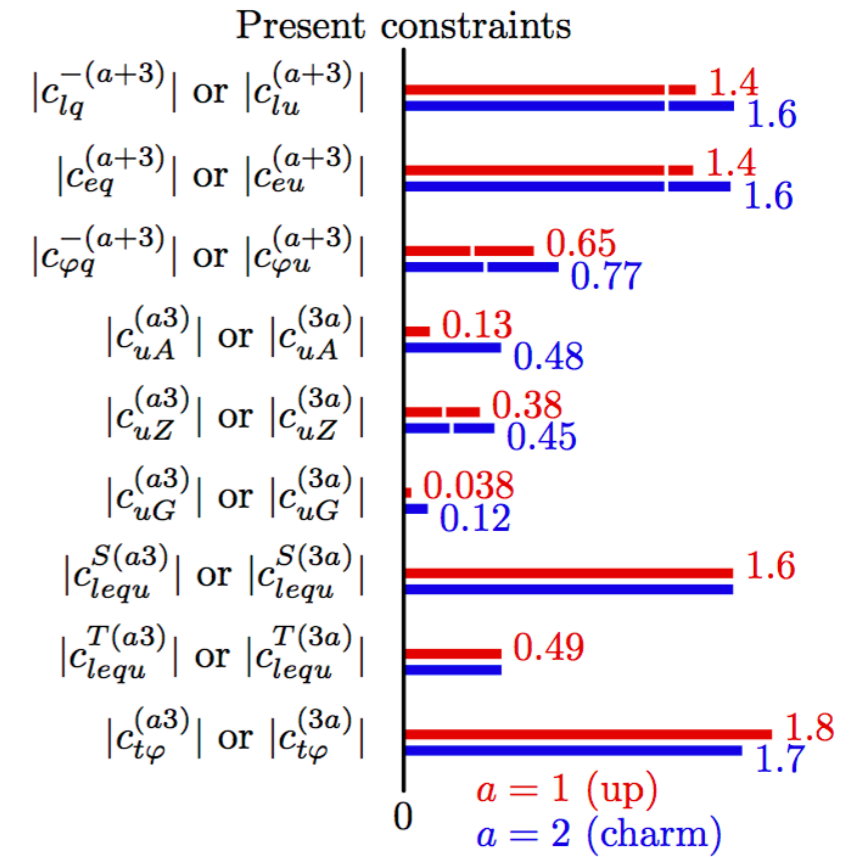 Present constraints
|c_{lq}^{-(a+3)}| or |c_{lu}^{(a+3)}| 1.4
1.6
|c_{eq}^{(a+3)}| or |c_{eu}^{(a+3)}| 1.4
1.6
|c_{φq}^{-(a+3)}| or |c_{φu}^{(a+3)}| 0.65
0.77
|c_{uA}^{(a3)}| or |c_{uA}^{(3a)}| 0.13
0.48
|c_{uZ}^{(a3)}| or |c_{uZ}^{(3a)}| 0.38
0.45
|c_{uG}^{(a3)}| or |c_{uG}^{(3a)}| 0.038
0.12
|c_{lequ}^{S(a3)}| or |c_{lequ}^{S(3a)}| 1.6
|c_{lequ}^{T(a3)}| or |c_{lequ}^{T(3a)}| 0.49
|c_{tφ}^{(a3)}| or |c_{tφ}^{(3a)}| 1.8
1.7
a = 1 (up)
0
a = 2 (charm)